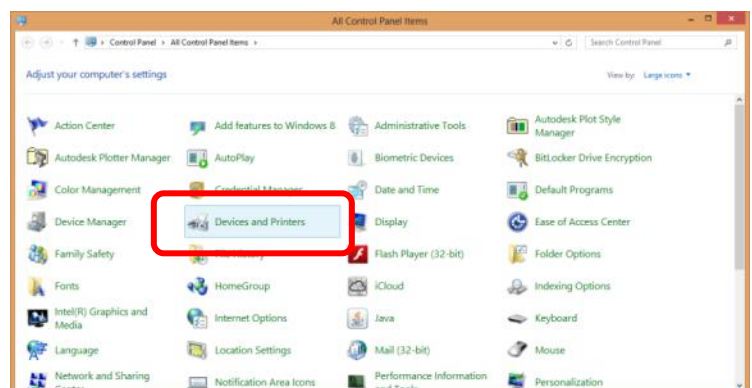 All Control Panel Items
Control Panel All Control Panel Items
Search Control Panel
Adjust your computer's settings
View by: Large icons
Action Center
Add features to Windows 8
Administrative Tools
Autodesk Plot Style
Manager
Autodesk Plotter Manager
AutoPlay
Biometric Devices
BitLocker Drive Encryption
Color Management
Credential Manager
Date and Time
Default Programs
Device Manager
Devices and Printers
Display
Ease of Access Center
Family Safety
File History
Flash Player (32-bit)
Folder Options
Fonts
HomeGroup
iCloud
Indexing Options
Intel(R) Graphics and
Media
Internet Options
Java
Keyboard
Language
Location Settings
Mail (32-bit)
Mouse
Network and Sharing
Center
Notification Area Icons
Performance Information
and Tools
Personalization